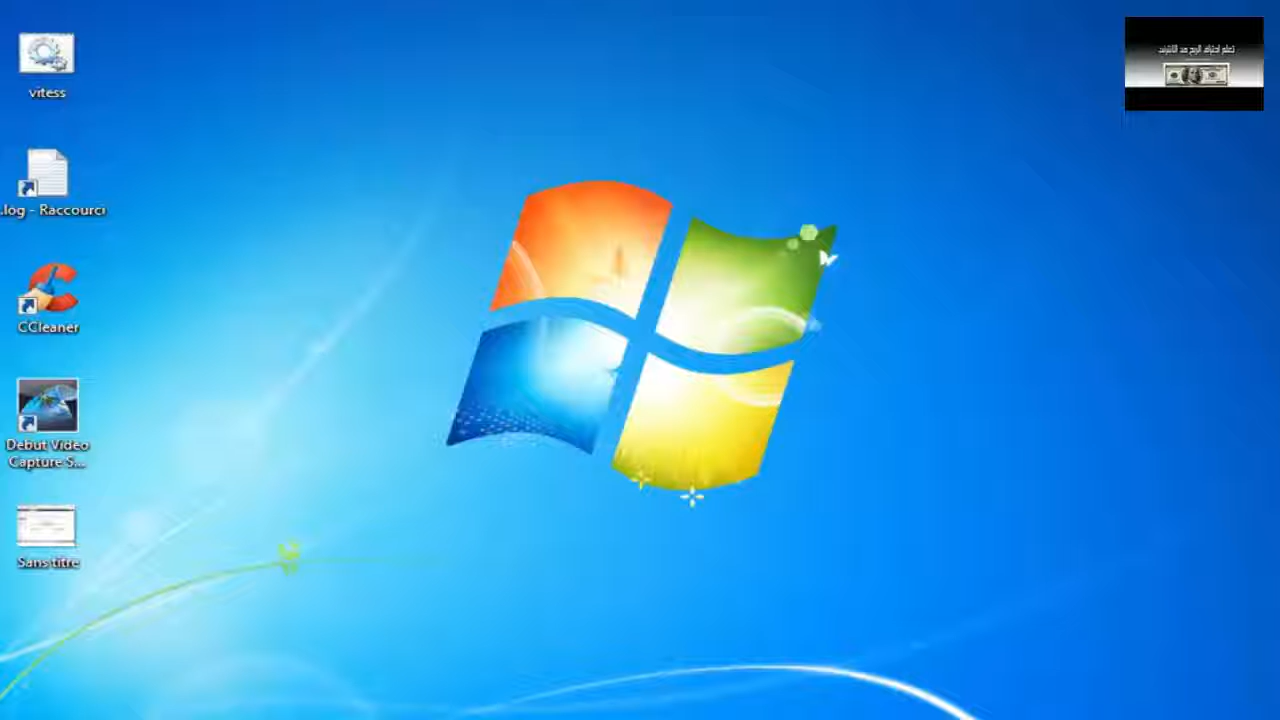 vitess
.log - Raccourci
CCleaner
Debut Video
Capture S...
Sans titre